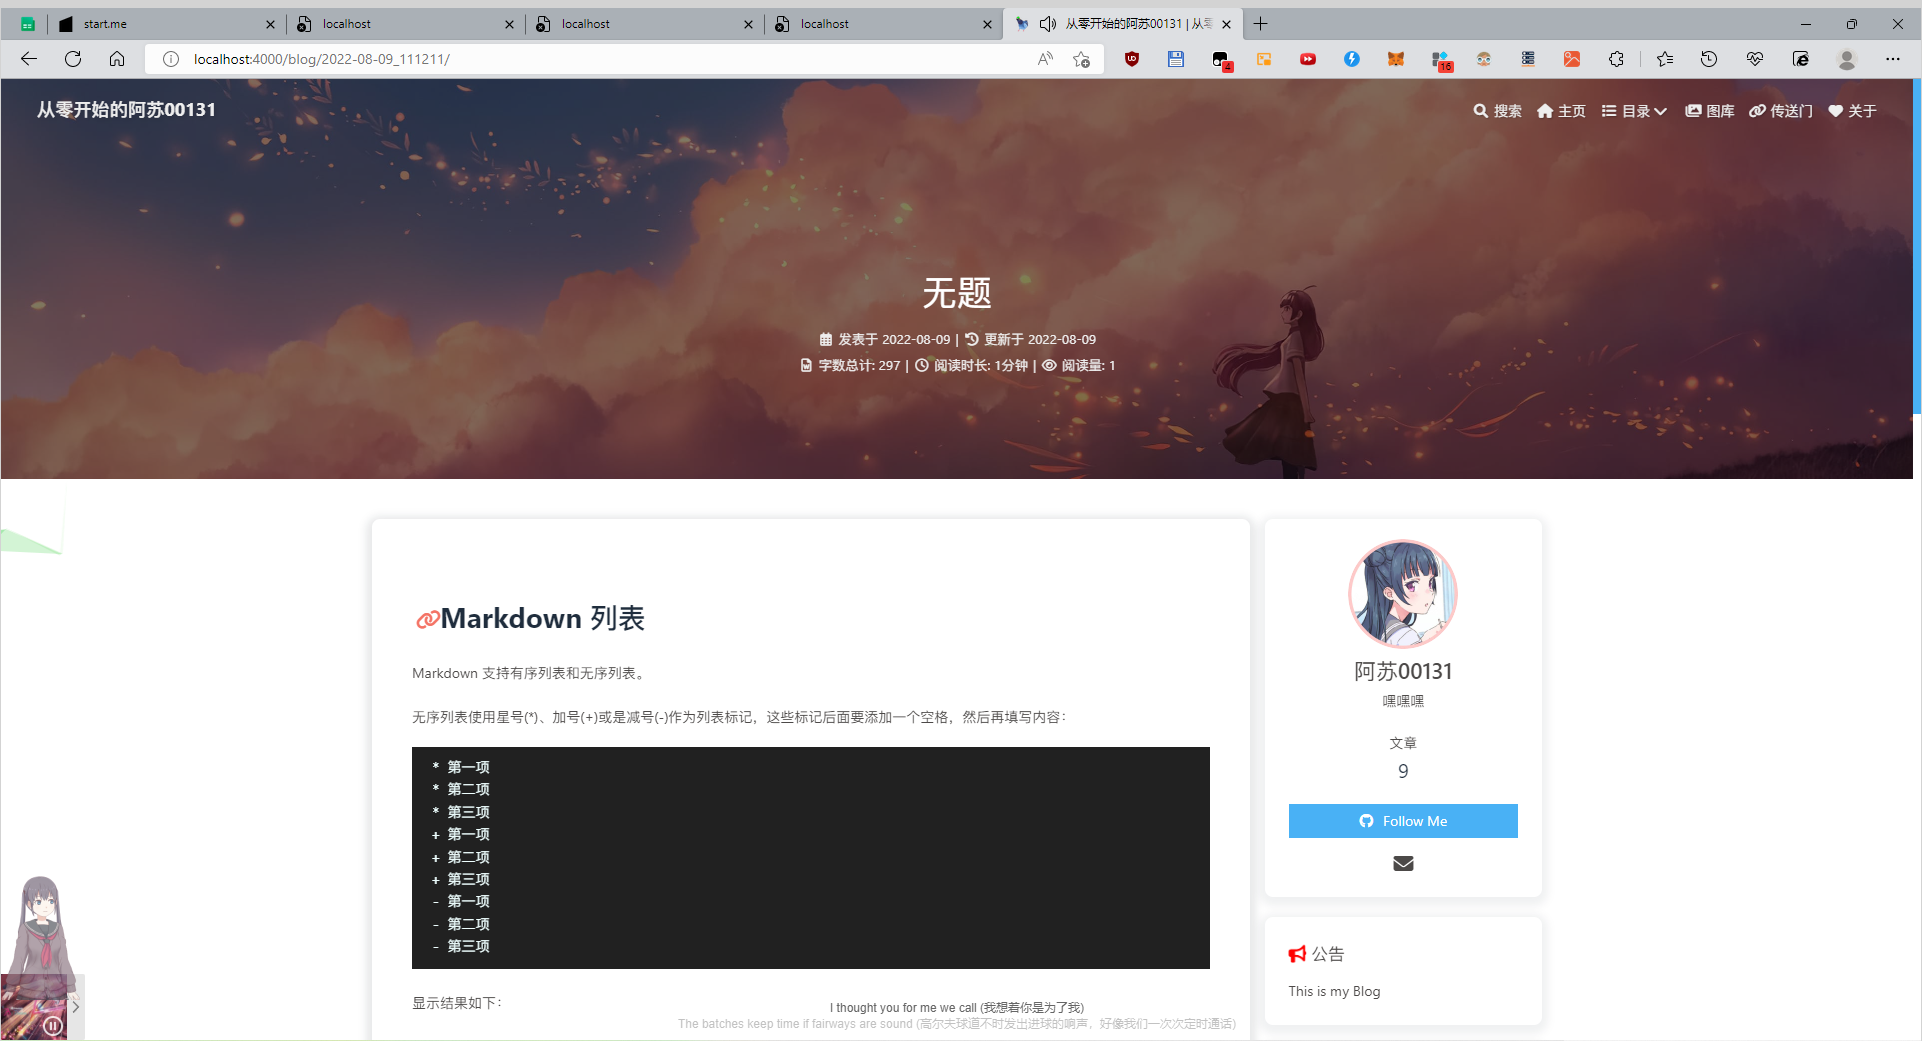 start.me
localhost
localhost
localhost
从零开始的阿苏00131 | 从零
localhost:4000/blog/2022-08-09_111211/
4
16
从零开始的阿苏00131
搜索 主页 目录 图库 传送门 关于
无题
发表于 2022-08-09 | 更新于 2022-08-09
字数总计: 297 | 阅读时长: 1分钟 | 阅读量: 1
Markdown 列表
Markdown 支持有序列表和无序列表。
无序列表使用星号(*)、加号(+)或是减号(-)作为列表标记，这些标记后面要添加一个空格，然后再填写内容：
* 第一项
* 第二项
* 第三项
+ 第一项
+ 第二项
+ 第三项
- 第一项
- 第二项
- 第三项
显示结果如下：
I thought you for me we call (我想着你是为了我)
The batches keep time if fairways are sound (高尔夫球道不时发出进球的响声，好像我们一次次定时通话)
阿苏00131
嘿嘿嘿
文章
9
Follow Me
公告
This is my Blog